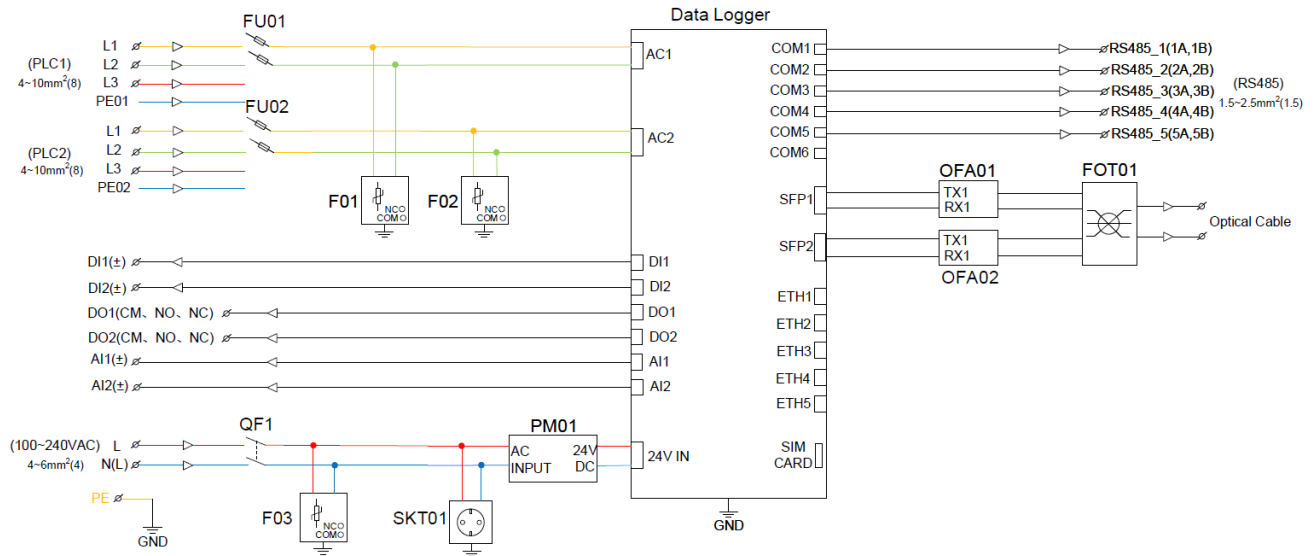 Data Logger
FU01
L1
L2
(PLC1)
4~10mm²(8)
L3
PE01
AC1
FU02
L1
L2
(PLC2)
4~10mm²(8)
L3
PE02
AC2
F01
NC
COM
F02
NC
COM
DI1(±)
DI1
DI2(±)
DI2
DO1(CM、NO、NC)
DO1
DO2(CM、NO、NC)
DO2
AI1(±)
AI1
AI2(±)
AI2
QF1
(100~240VAC) L
4~6mm²(4) N(L)
PM01
AC
INPUT
24V
DC
24V IN
PE
GND
F03
NC
COM
SKT01
GND
COM1
RS485_1(1A,1B)
COM2
RS485_2(2A,2B)
COM3
RS485_3(3A,3B)
COM4
RS485_4(4A,4B)
COM5
RS485_5(5A,5B)
COM6
(RS485)
1.5~2.5mm²(1.5)
OFA01
FOT01
SFP1
TX1
RX1
SFP2
TX1
RX1
OFA02
Optical Cable
ETH1
ETH2
ETH3
ETH4
ETH5
SIM
CARD